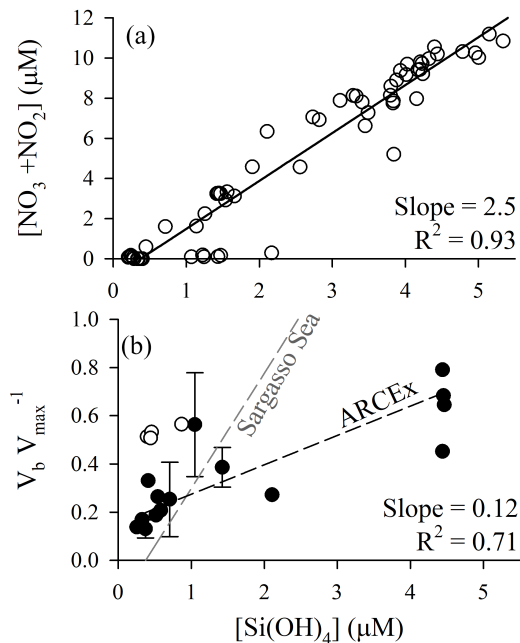 (a)
12
10
8
6
4
2
0
[NO3 +NO2] (μM)
Slope = 2.5
R² = 0.93
0 1 2 3 4 5
(b)
1.0
0.8
0.6
0.4
0.2
0.0
Vb Vmax⁻¹
Sargasso Sea
ARCEx
Slope = 0.12
R² = 0.71
0 1 2 3 4 5
[Si(OH)4] (μM)